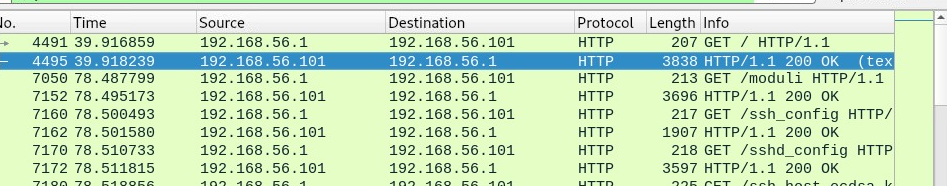 No. Time Source Destination Protocol Length Info
4491 39.916859 192.168.56.1 192.168.56.101 HTTP 207 GET / HTTP/1.1
4495 39.918239 192.168.56.101 192.168.56.1 HTTP 3838 HTTP/1.1 200 OK (tex
7050 78.487799 192.168.56.1 192.168.56.101 HTTP 213 GET /moduli HTTP/1.1
7152 78.495173 192.168.56.101 192.168.56.1 HTTP 3696 HTTP/1.1 200 OK
7160 78.500493 192.168.56.1 192.168.56.101 HTTP 217 GET /ssh_config HTTP/
7162 78.501580 192.168.56.101 192.168.56.1 HTTP 1907 HTTP/1.1 200 OK
7170 78.510733 192.168.56.1 192.168.56.101 HTTP 218 GET /sshd_config HTTP
7172 78.511815 192.168.56.101 192.168.56.1 HTTP 3597 HTTP/1.1 200 OK
7180 78.518856 192.168.56.1 192.168.56.101 HTTP 225 GET /ssh_host_ecdsa_k